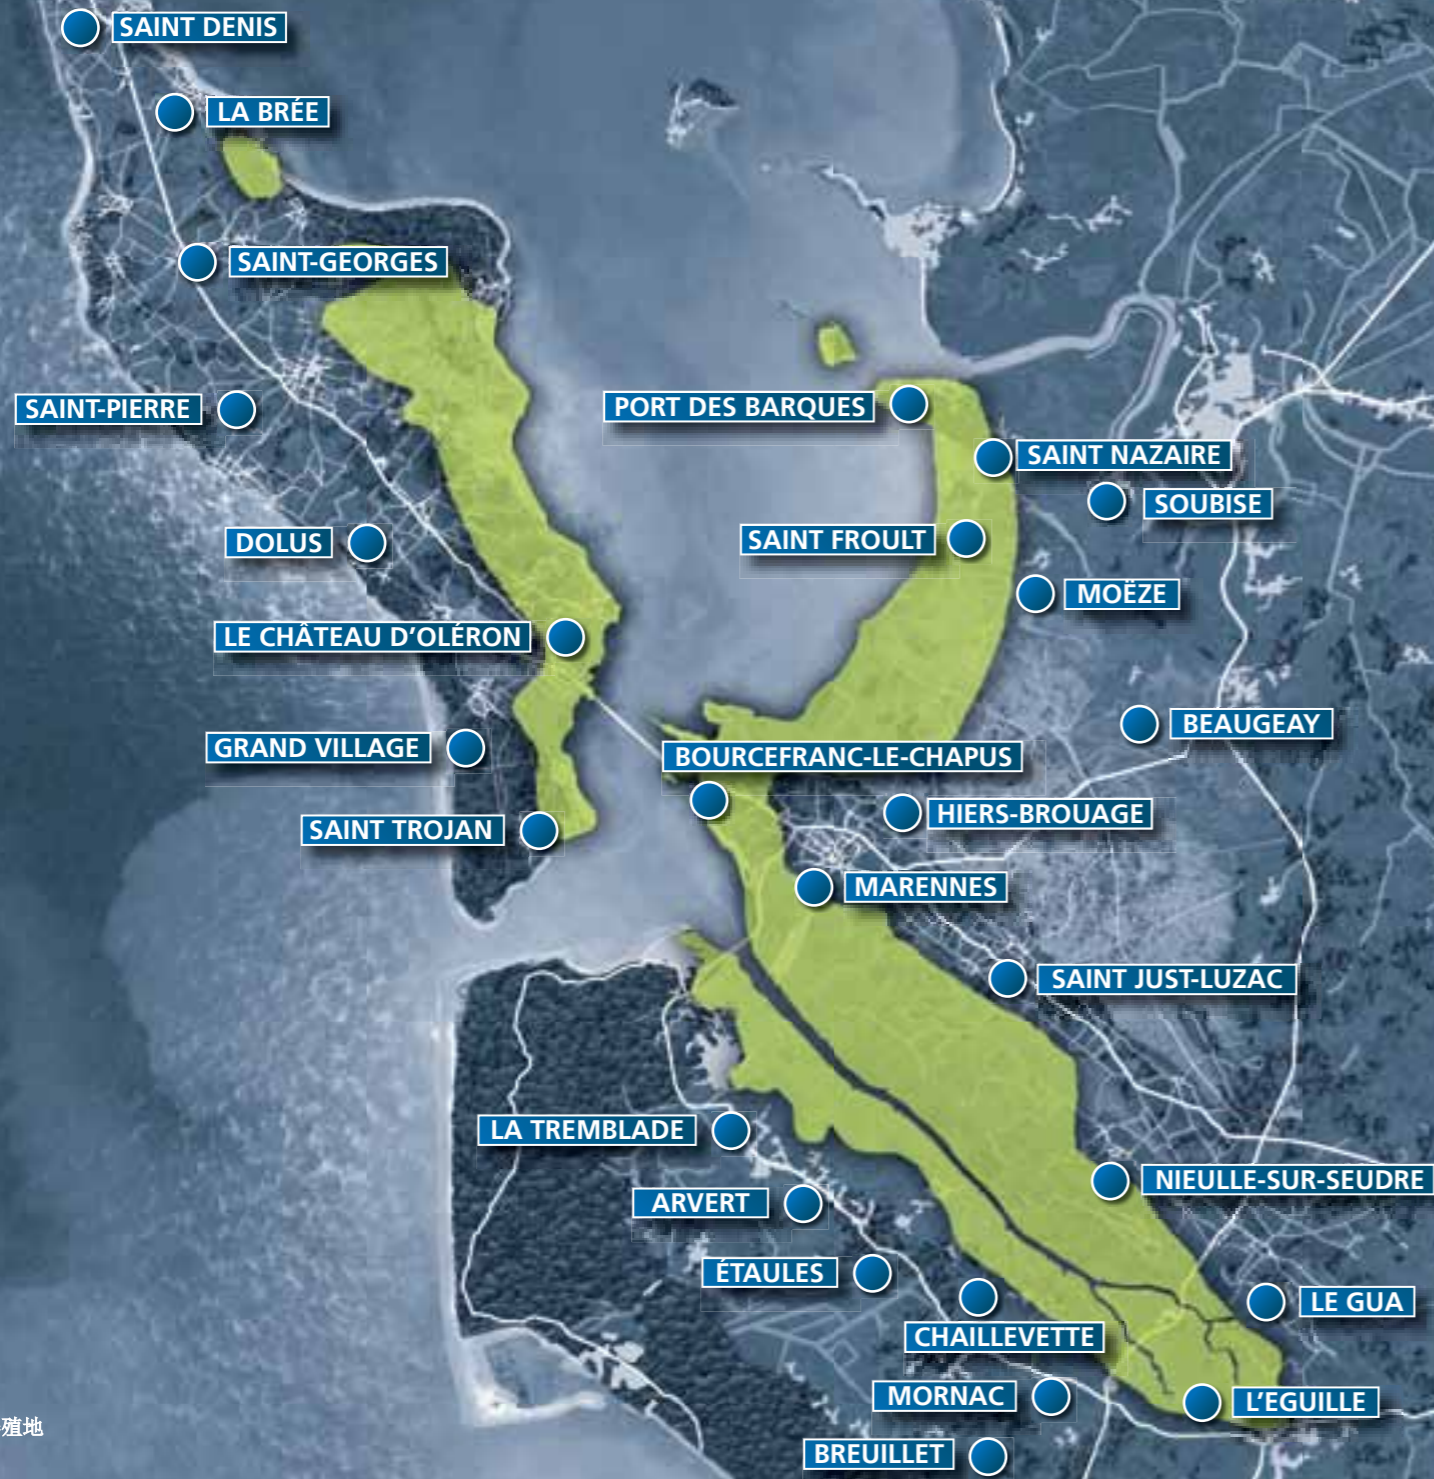 SAINT DENIS
LA BRÉE
SAINT-GEORGES
SAINT-PIERRE
PORT DES BARQUES
SAINT NAZAIRE
SOUBISE
DOLUS
SAINT FROULT
MOËZE
LE CHÂTEAU D'OLÉRON
BEAUGEAY
GRAND VILLAGE
BOURCEFRANC-LE-CHAPUS
HIERS-BROUAGE
SAINT TROJAN
MARENNES
SAINT JUST-LUZAC
LA TREMBLADE
NIEULLE-SUR-SEUDRE
ARVERT
ÉTAULES
LE GUA
CHAILLEVETTE
MORNAC
L'EGUILLE
殖地
BREUILLET